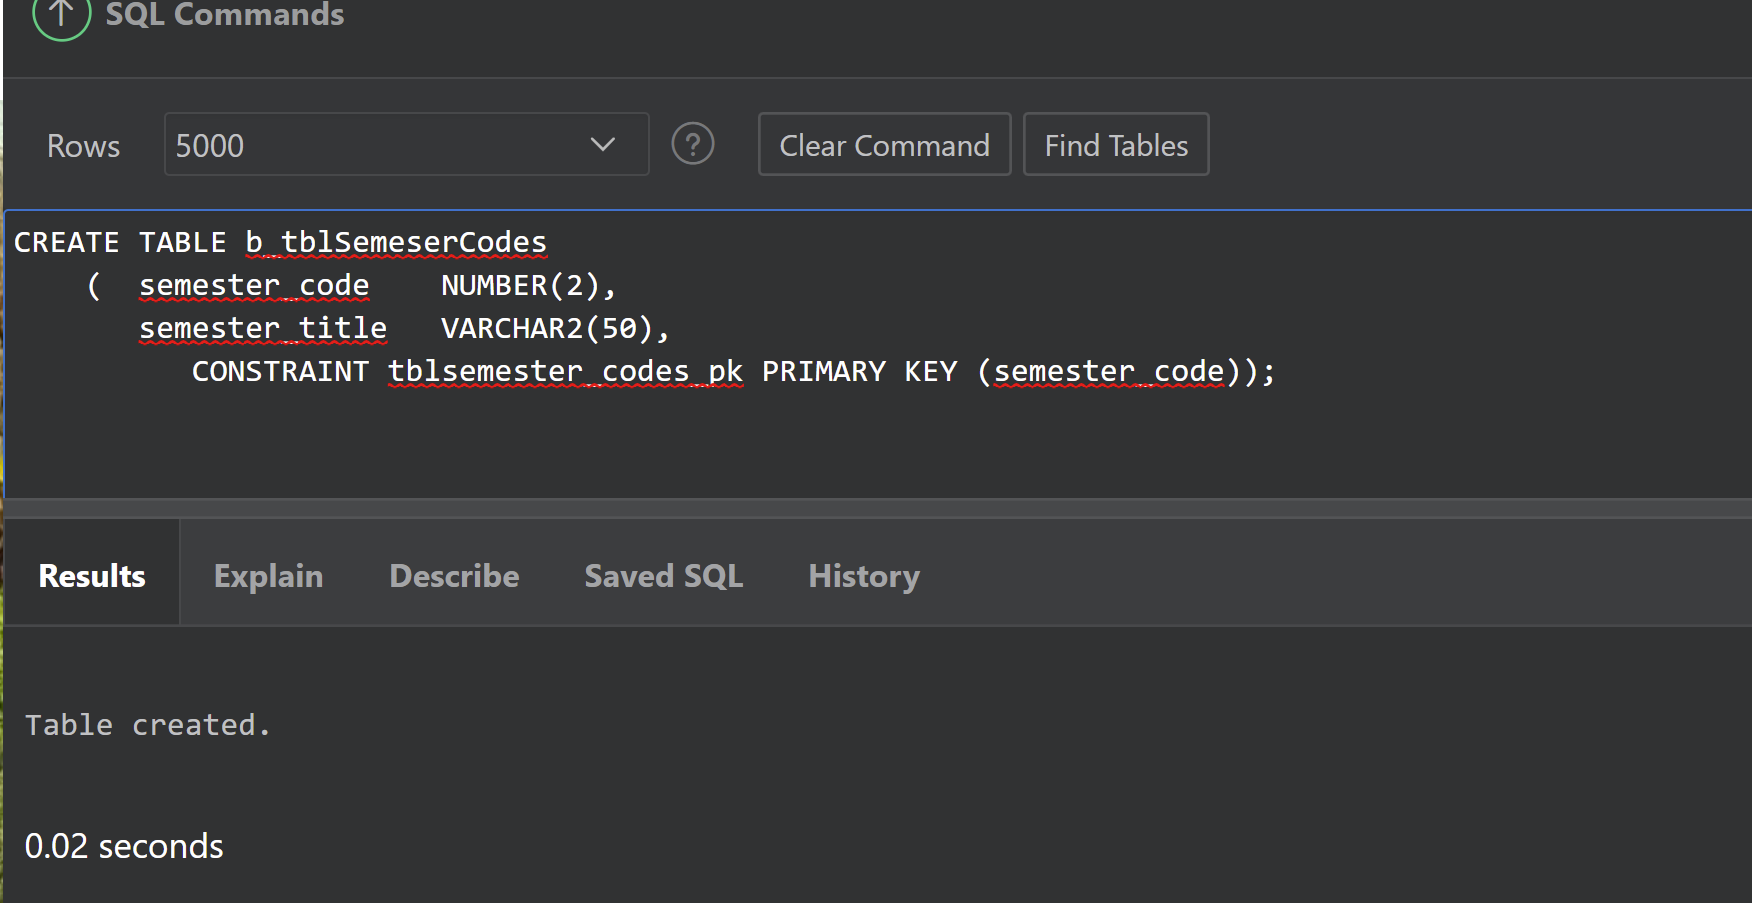 SQL Commands
Rows 5000 ? Clear Command Find Tables
CREATE TABLE b_tblSemeserCodes
( semester_code NUMBER(2),
semester_title VARCHAR2(50),
CONSTRAINT tblsemester_codes_pk PRIMARY KEY (semester_code));
Results Explain Describe Saved SQL History
Table created.
0.02 seconds